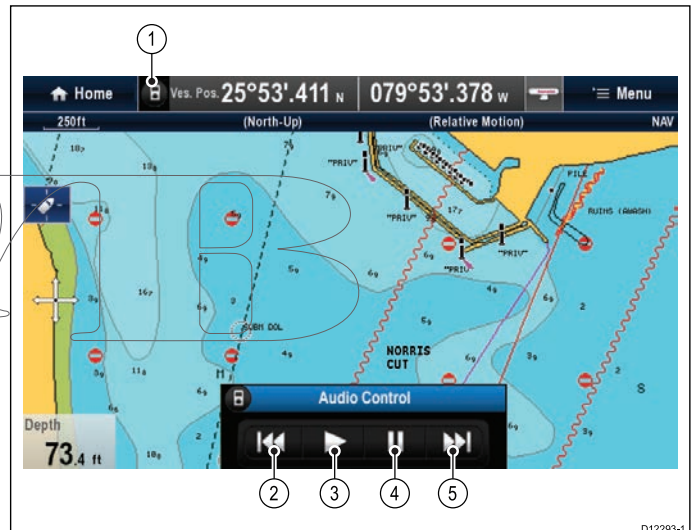 1
Home
Ves. Pos. 25°53'.411 N
079°53'.378 W
Menu
250ft
(North-Up)
(Relative Motion)
NAV
"PRIV"
"PRIV"
"PRIV"
"PRIV"
PILE
RUINS (AWASH)
SUBM DOL
NORRIS
CUT
M
S
Depth
73.4 ft
Audio Control
2
3
4
5
D12293-1